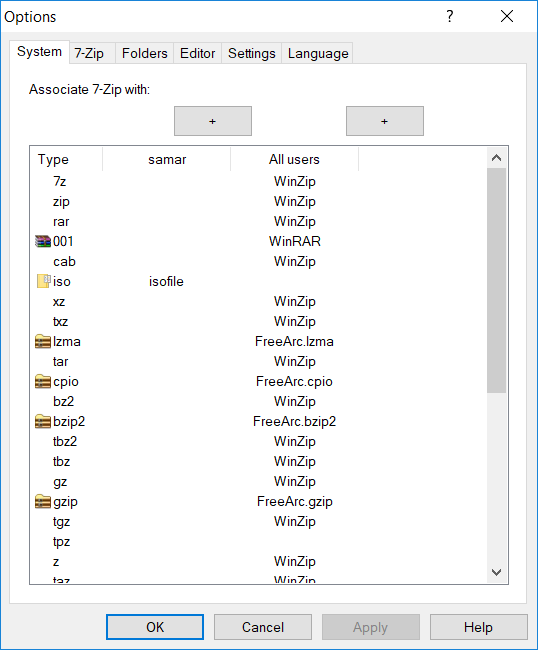 Options ?
System 7-Zip Folders Editor Settings Language
Associate 7-Zip with:
+ +
Type samar All users
7z WinZip
zip WinZip
rar WinZip
001 WinRAR
cab WinZip
iso isofile
xz WinZip
txz WinZip
lzma FreeArc.lzma
tar WinZip
cpio FreeArc.cpio
bz2 WinZip
bzip2 FreeArc.bzip2
tbz2 WinZip
tbz WinZip
gz WinZip
gzip FreeArc.gzip
tgz WinZip
tpz
z WinZip
taz WinZip
OK Cancel Apply Help